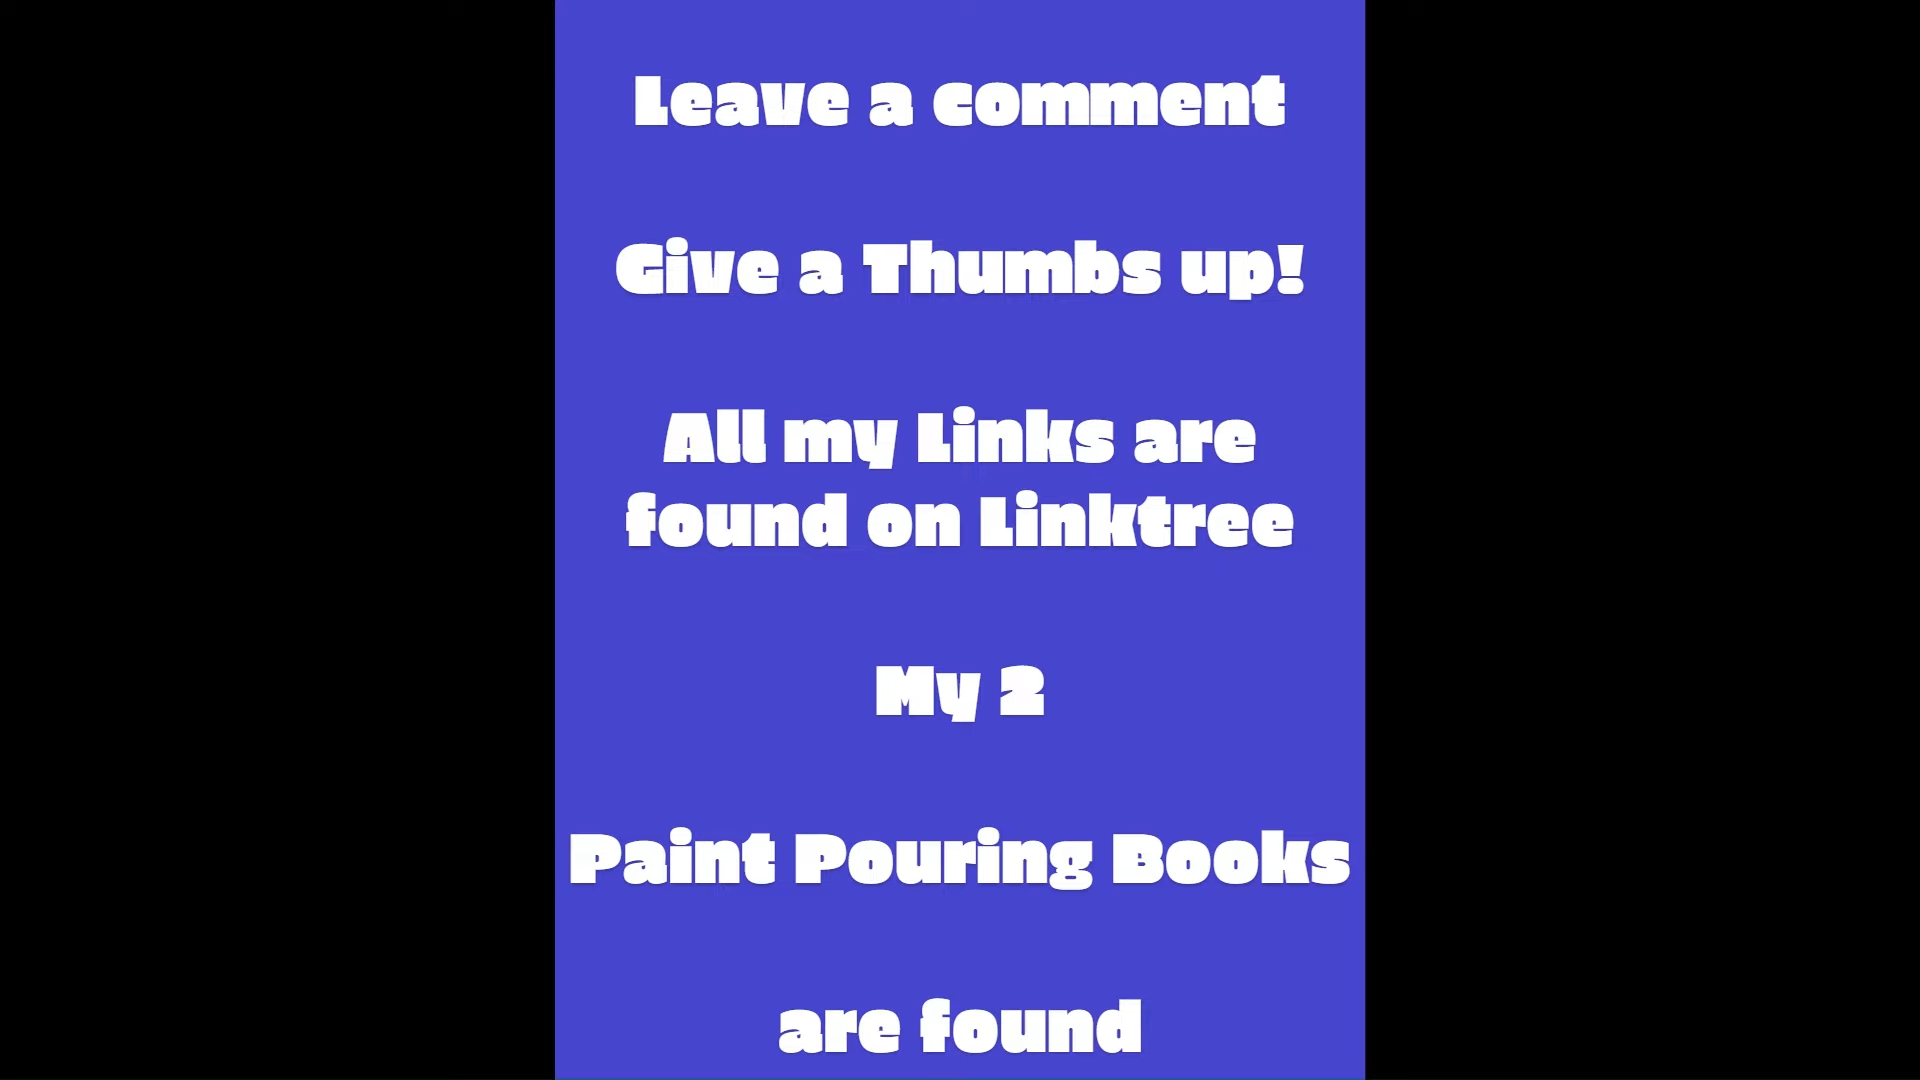 Leave a comment
Give a Thumbs up!
All my Links are
found on Linktree
My 2
Paint Pouring Books
are found